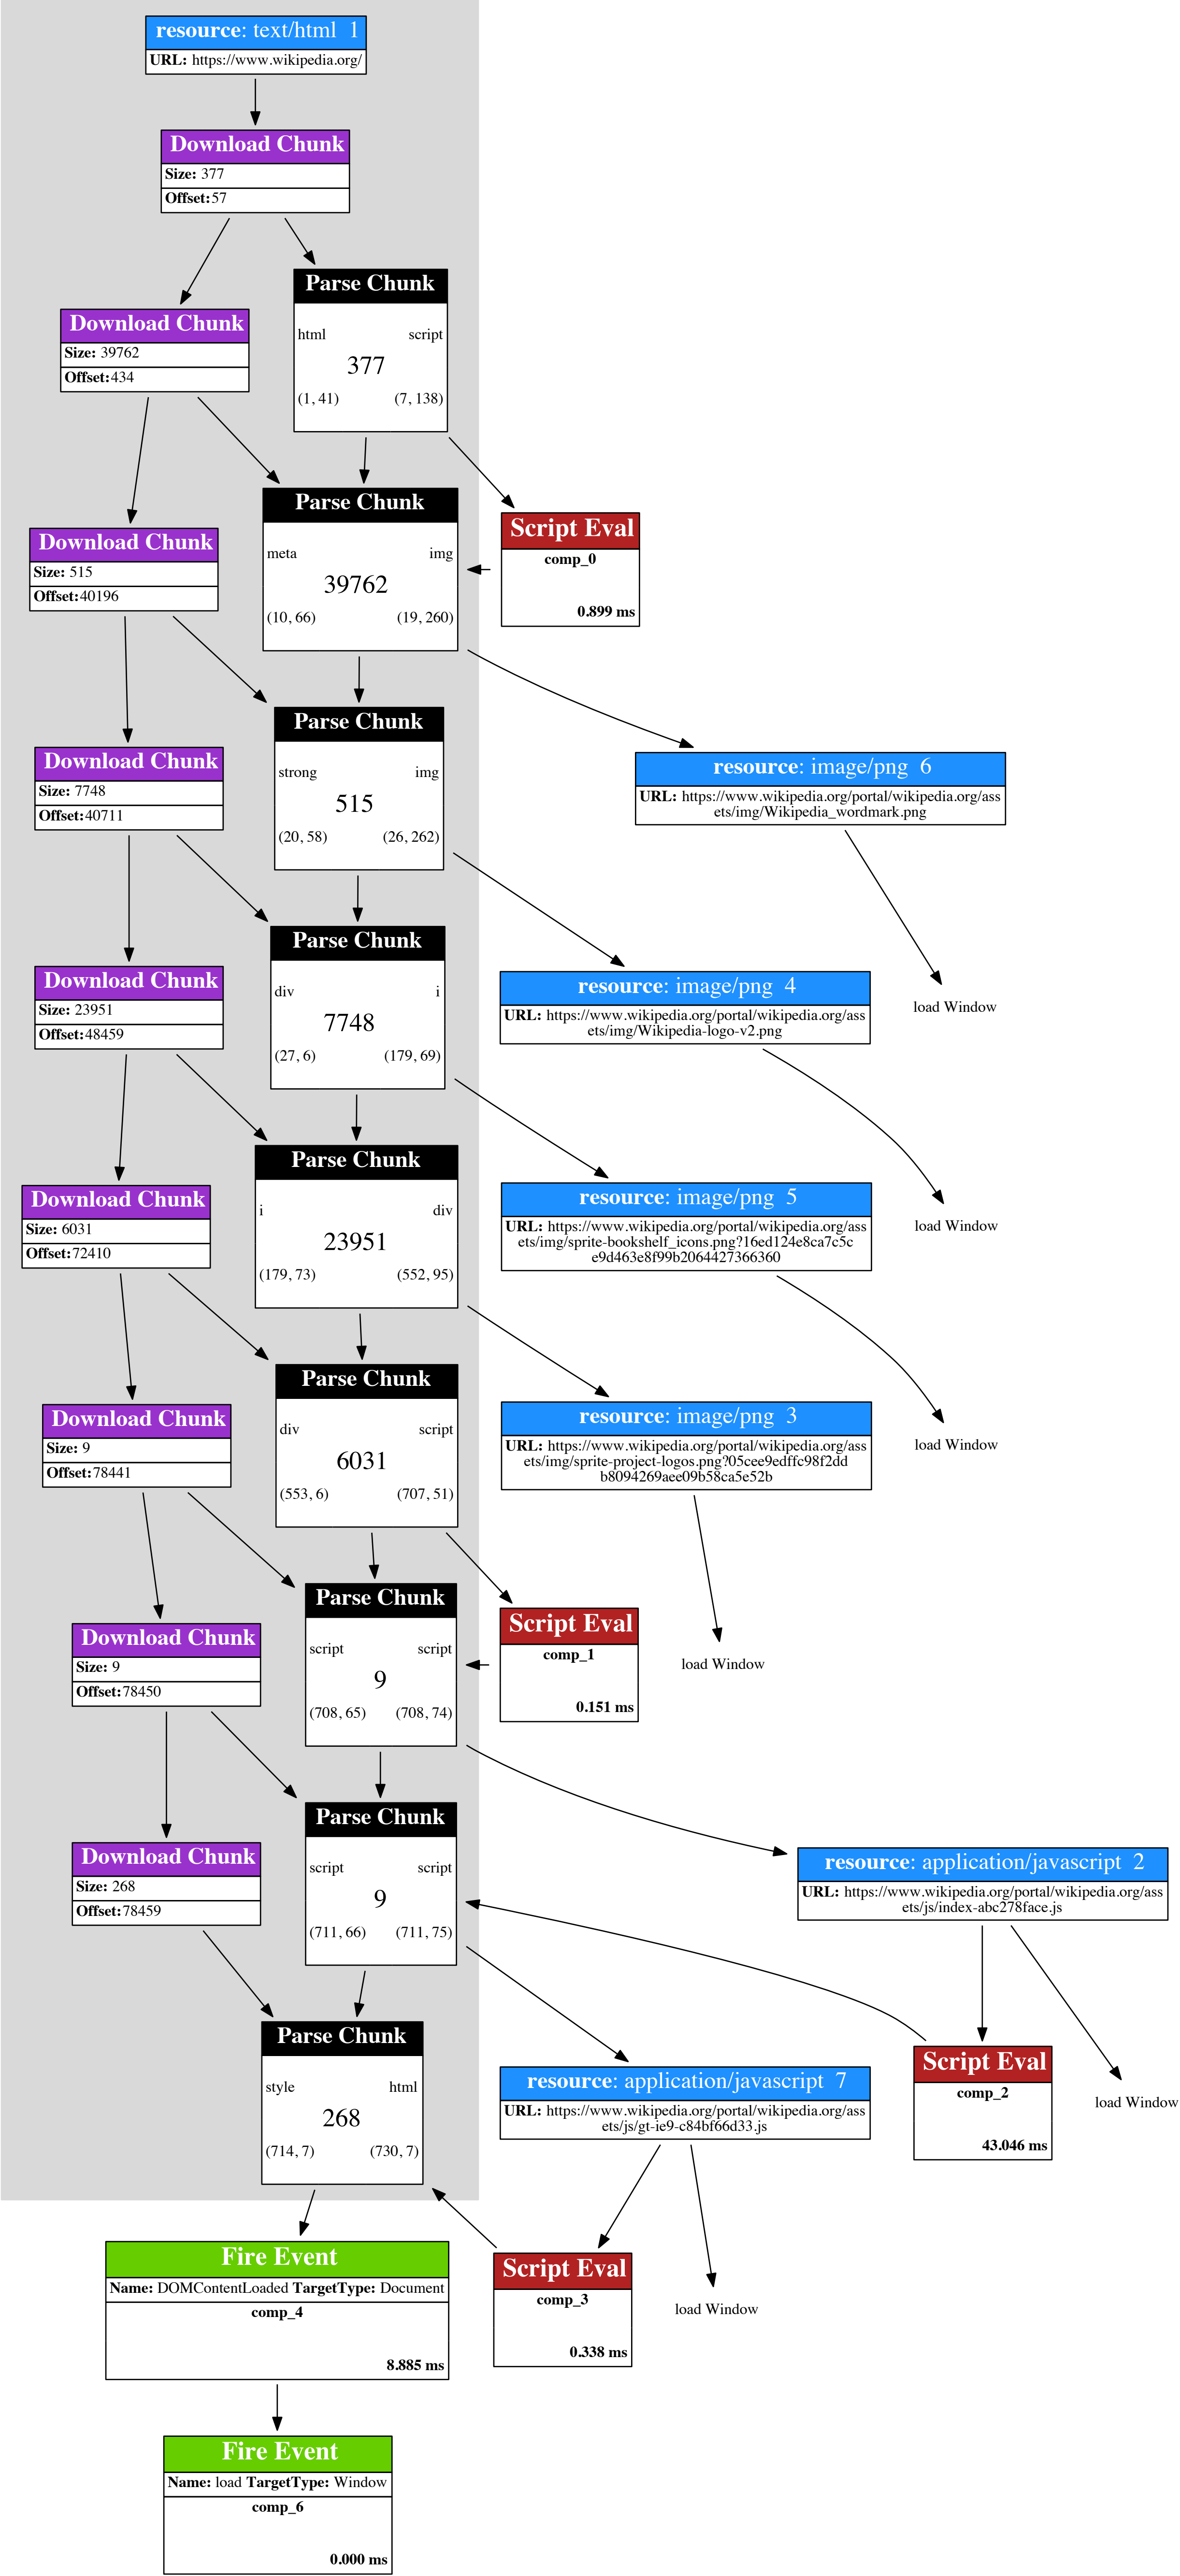 resource: text/html 1
URL: https://www.wikipedia.org/
Download Chunk
Size: 377
Offset:57
Parse Chunk
html script
377
(1, 41) (7, 138)
Download Chunk
Size: 39762
Offset:434
Parse Chunk
meta img
39762
(10, 66) (19, 260)
Script Eval
comp_0
0.899 ms
Download Chunk
Size: 515
Offset:40196
Parse Chunk
strong img
515
(20, 58) (26, 262)
Download Chunk
Size: 7748
Offset:40711
resource: image/png 6
URL: https://www.wikipedia.org/portal/wikipedia.org/ass
ets/img/Wikipedia_wordmark.png
Parse Chunk
div i
7748
(27, 6) (179, 69)
Download Chunk
Size: 23951
Offset:48459
resource: image/png 4
URL: https://www.wikipedia.org/portal/wikipedia.org/ass
ets/img/Wikipedia-logo-v2.png
load Window
Parse Chunk
i div
23951
(179, 73) (552, 95)
Download Chunk
Size: 6031
Offset:72410
resource: image/png 5
URL: https://www.wikipedia.org/portal/wikipedia.org/ass
ets/img/sprite-bookshelf_icons.png?16ed124e8ca7c5c
e9d463e8f99b2064427366360
load Window
Parse Chunk
div script
6031
(553, 6) (707, 51)
Download Chunk
Size: 9
Offset:78441
resource: image/png 3
URL: https://www.wikipedia.org/portal/wikipedia.org/ass
ets/img/sprite-project-logos.png?05cee9edffc98f2dd
b8094269aee09b58ca5e52b
load Window
Parse Chunk
script script
9
(708, 65) (708, 74)
Script Eval
comp_1
0.151 ms
load Window
Download Chunk
Size: 9
Offset:78450
Parse Chunk
script script
9
(711, 66) (711, 75)
Download Chunk
Size: 268
Offset:78459
resource: application/javascript 2
URL: https://www.wikipedia.org/portal/wikipedia.org/ass
ets/js/index-abc278face.js
Parse Chunk
style html
268
(714, 7) (730, 7)
resource: application/javascript 7
URL: https://www.wikipedia.org/portal/wikipedia.org/ass
ets/js/gt-ie9-c84bf66d33.js
Script Eval
comp_2
43.046 ms
load Window
Fire Event
Name: DOMContentLoaded TargetType: Document
comp_4
8.885 ms
Script Eval
comp_3
0.338 ms
load Window
Fire Event
Name: load TargetType: Window
comp_6
0.000 ms